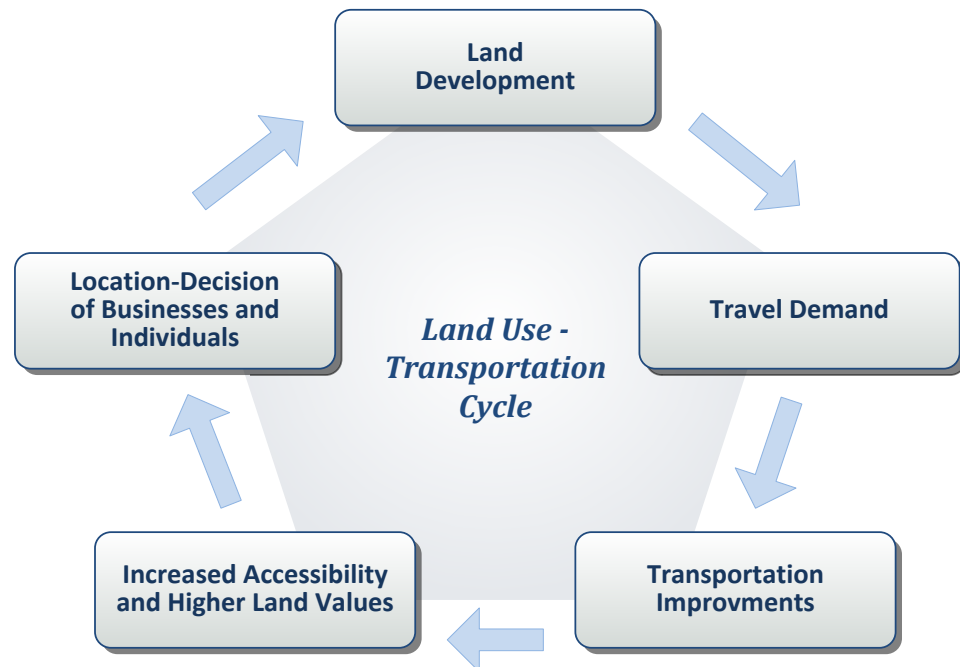 Land
Development
Travel Demand
Transportation
Improvments
Increased Accessibility
and Higher Land Values
Location-Decision
of Businesses and
Individuals
Land Use -
Transportation
Cycle